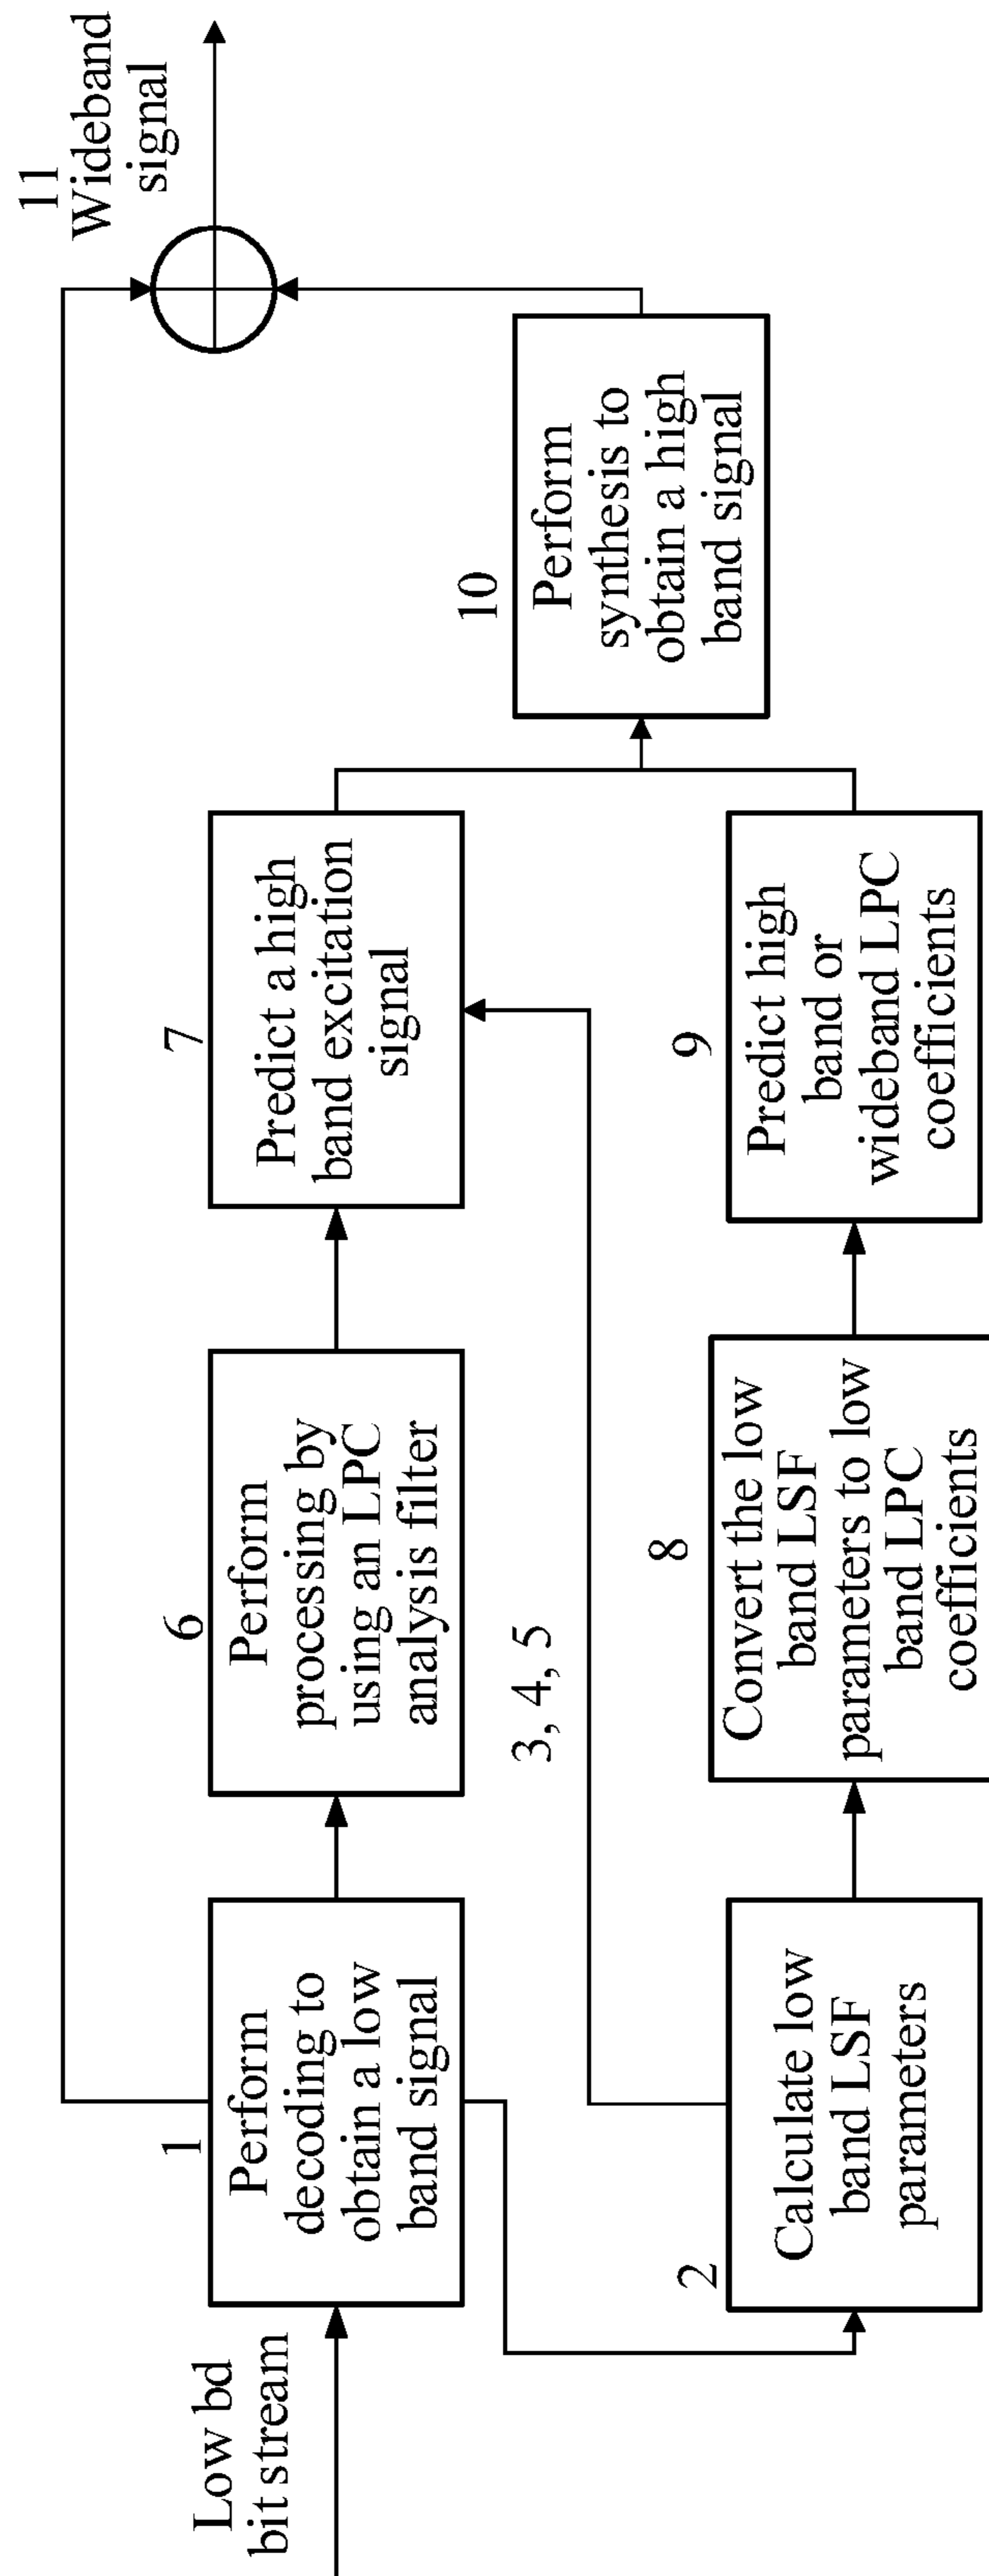 Low bd
bit stream
1
Perform
decoding to
obtain a low
band signal
6
Perform
processing by
using an LPC
analysis filter
7
Predict a high
band excitation
signal
11
Wideband
signal
3, 4, 5
10
Perform
synthesis to
obtain a high
band signal
2
Calculate low
band LSF
parameters
8
Convert the low
band LSF
parameters to low
band LPC
coefficients
9
Predict high
band or
wideband LPC
coefficients